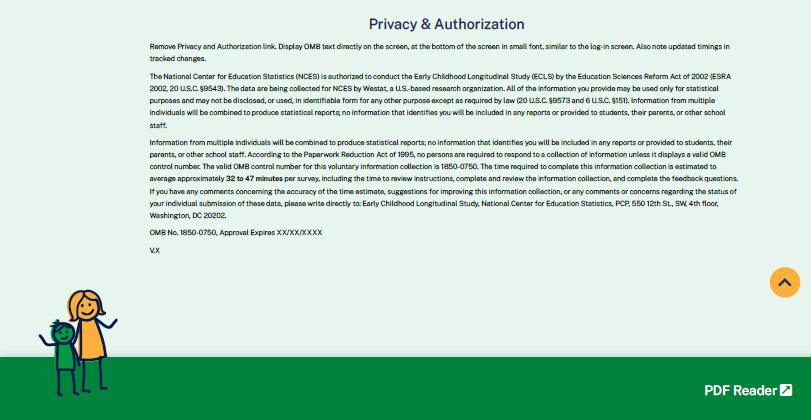 Privacy & Authorization
Remove Privacy and Authorization link. Display OMB text directly on the screen, at the bottom of the screen in small font, similar to the log-in screen. Also note updated timings in
tracked changes.
The National Center for Education Statistics (NCES) is authorized to conduct the Early Childhood Longitudinal Study (ECLS) by the Education Sciences Reform Act of 2002 (ESRA
2002, 20 U.S.C. §9543). The data are being collected for NCES by Westat, a U.S.-based research organization. All of the information you provide may be used only for statistical
purposes and may not be disclosed, or used, in identifiable form for any other purpose except as required by law (20 U.S.C. §9573 and 6 U.S.C. §151). Information from multiple
individuals will be combined to produce statistical reports; no information that identifies you will be included in any reports or provided to students, their parents, or other school
staff.
Information from multiple individuals will be combined to produce statistical reports; no information that identifies you will be included in any reports or provided to students, their
parents, or other school staff. According to the Paperwork Reduction Act of 1995, no persons are required to respond to a collection of information unless it displays a valid OMB
control number. The valid OMB control number for this voluntary information collection is 1850-0750. The time required to complete this information collection is estimated to
average approximately 32 to 47 minutes per survey, including the time to review instructions, complete and review the information collection, and complete the feedback questions.
If you have any comments concerning the accuracy of the time estimate, suggestions for improving this information collection, or any comments or concerns regarding the status of
your individual submission of these data, please write directly to: Early Childhood Longitudinal Study, National Center for Education Statistics, PCP, 550 12th St., SW, 4th floor,
Washington, DC 20202.
OMB No. 1850-0750, Approval Expires XX/XX/XXXX
V.X
PDF Reader